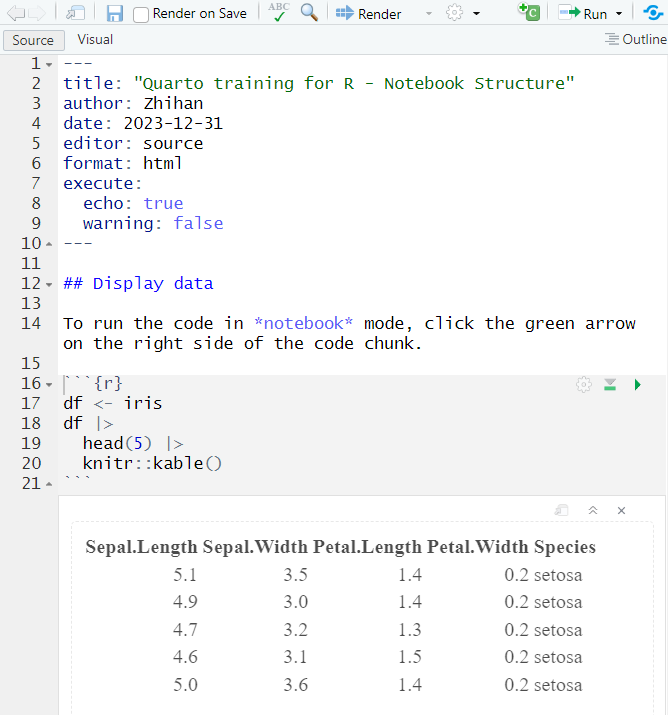 Render on Save ABC Render C Run
Source Visual Outline
1 ---
2 title: "Quarto training for R - Notebook Structure"
3 author: Zhihan
4 date: 2023-12-31
5 editor: source
6 format: html
7 execute:
8   echo: true
9   warning: false
10 ---
11
12 ## Display data
13
14 To run the code in *notebook* mode, click the green arrow
on the right side of the code chunk.
15
16 ```{r}
17 df <- iris
18 df |>
19   head(5) |>
20   knitr::kable()
21 ```
Sepal.Length Sepal.Width Petal.Length Petal.Width Species
5.1 3.5 1.4 0.2 setosa
4.9 3.0 1.4 0.2 setosa
4.7 3.2 1.3 0.2 setosa
4.6 3.1 1.5 0.2 setosa
5.0 3.6 1.4 0.2 setosa